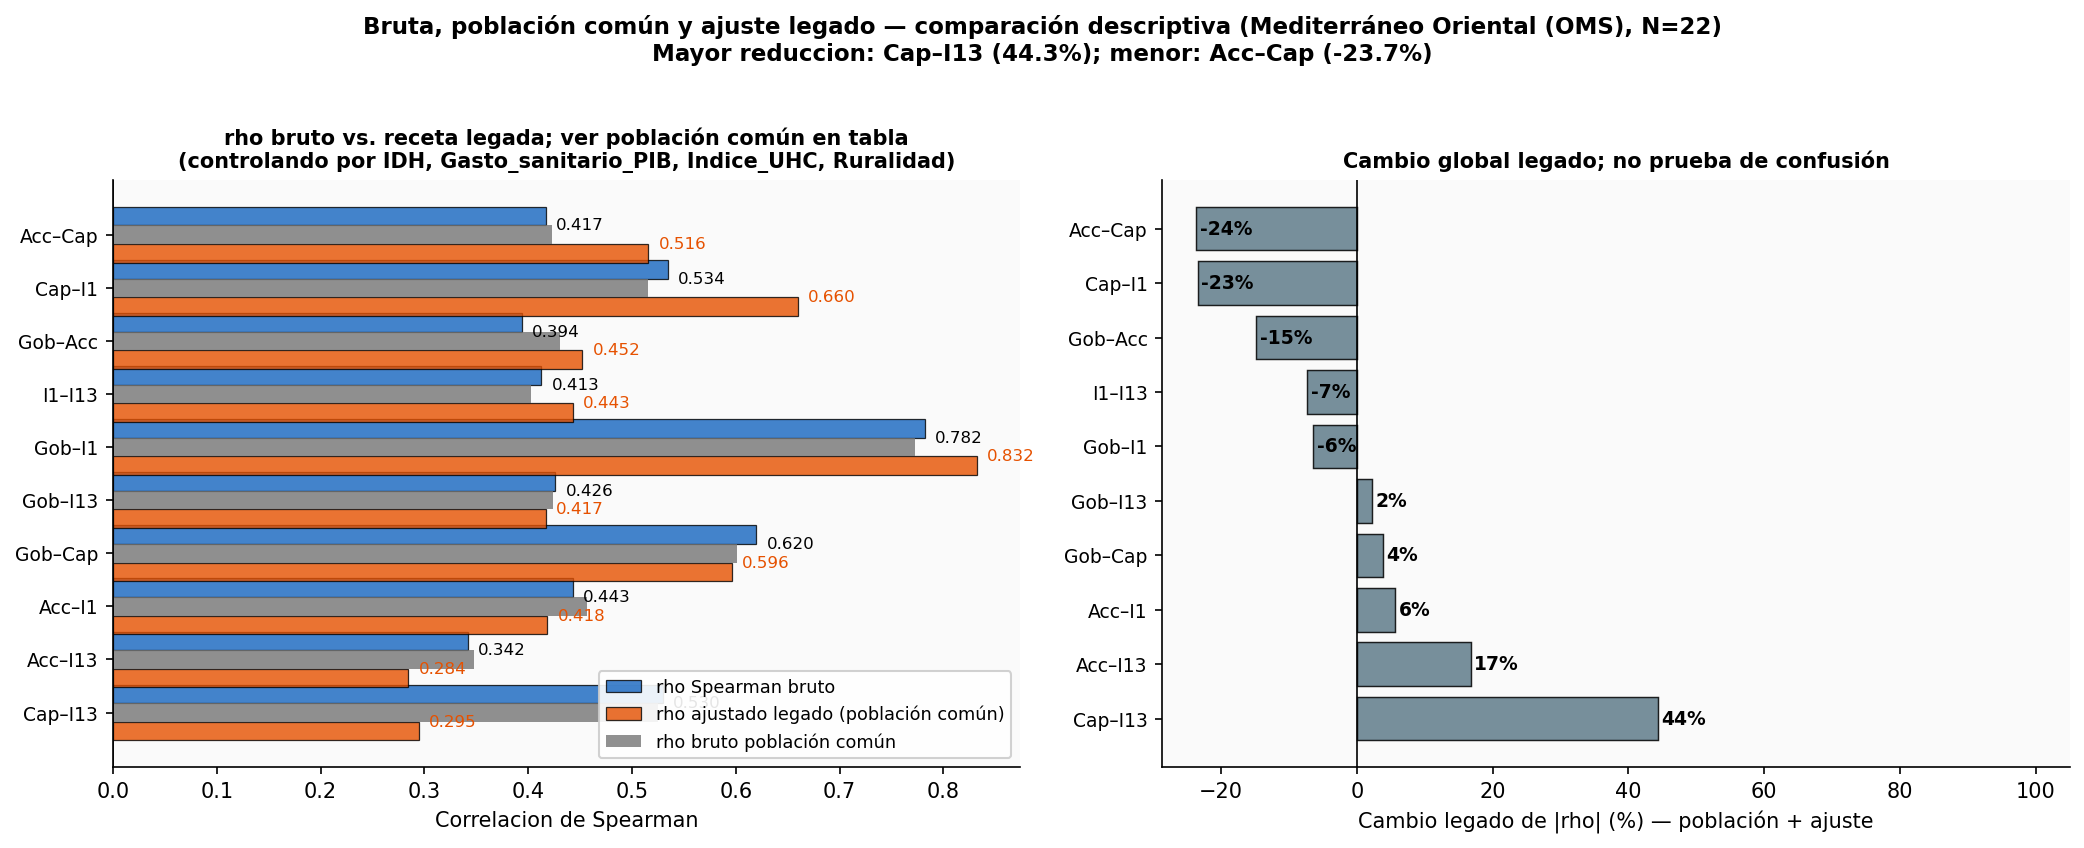 Bruta, población común y ajuste legado — comparación descriptiva (Mediterráneo Oriental (OMS), N=22)
Mayor reduccion: Cap–I13 (44.3%); menor: Acc–Cap (-23.7%)
rho bruto vs. receta legada; ver población común en tabla
(controlando por IDH, Gasto_sanitario_PIB, Indice_UHC, Ruralidad)
Acc–Cap
Cap–I1
Gob–Acc
I1–I13
Gob–I1
Gob–I13
Gob–Cap
Acc–I1
Acc–I13
Cap–I13
0.417
0.516
0.534
0.660
0.394
0.452
0.413
0.443
0.782
0.832
0.426
0.417
0.620
0.596
0.443
0.418
0.342
0.284
0.530
0.295
rho Spearman bruto
rho ajustado legado (población común)
rho bruto población común
0.0 0.1 0.2 0.3 0.4 0.5 0.6 0.7 0.8
Correlacion de Spearman
Cambio global legado; no prueba de confusión
Acc–Cap
Cap–I1
Gob–Acc
I1–I13
Gob–I1
Gob–I13
Gob–Cap
Acc–I1
Acc–I13
Cap–I13
-24%
-23%
-15%
-7%
-6%
2%
4%
6%
17%
44%
−20 0 20 40 60 80 100
Cambio legado de |rho| (%) — población + ajuste